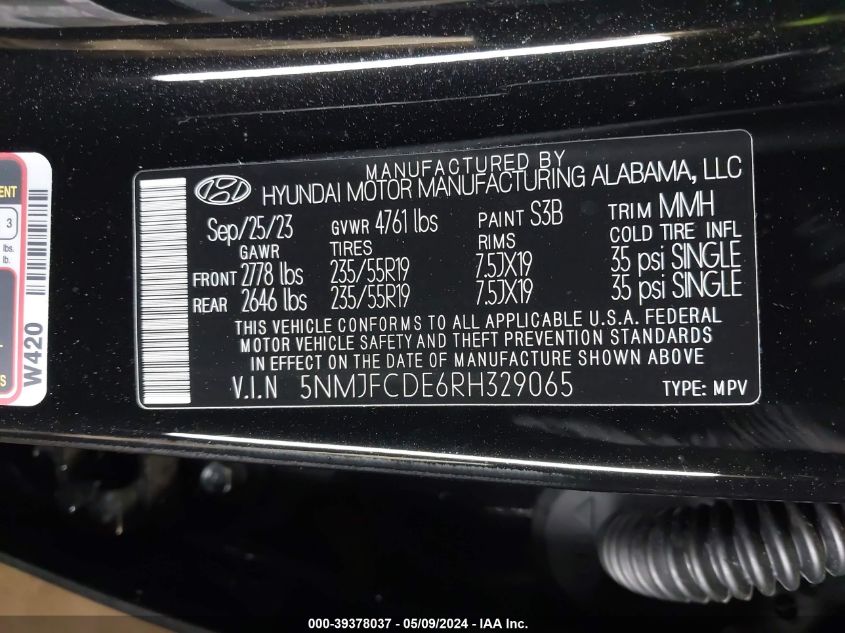 MANUFACTURED BY
HYUNDAI MOTOR MANUFACTURING ALABAMA, LLC
Sep/25/23 GVWR 4761 lbs PAINT S3B TRIM MMH
GAWR TIRES RIMS COLD TIRE INFL
FRONT 2778 lbs 235/55R19 7.5JX19 35 psi SINGLE
REAR 2646 lbs 235/55R19 7.5JX19 35 psi SINGLE
THIS VEHICLE CONFORMS TO ALL APPLICABLE U.S.A. FEDERAL
MOTOR VEHICLE SAFETY AND THEFT PREVENTION STANDARDS
IN EFFECT ON THE DATE OF MANUFACTURE SHOWN ABOVE
V.I.N 5NMJFCDE6RH329065 TYPE: MPV
3
lbs.
lb.
W420
000-39378037 - 05/09/2024 - IAA Inc.